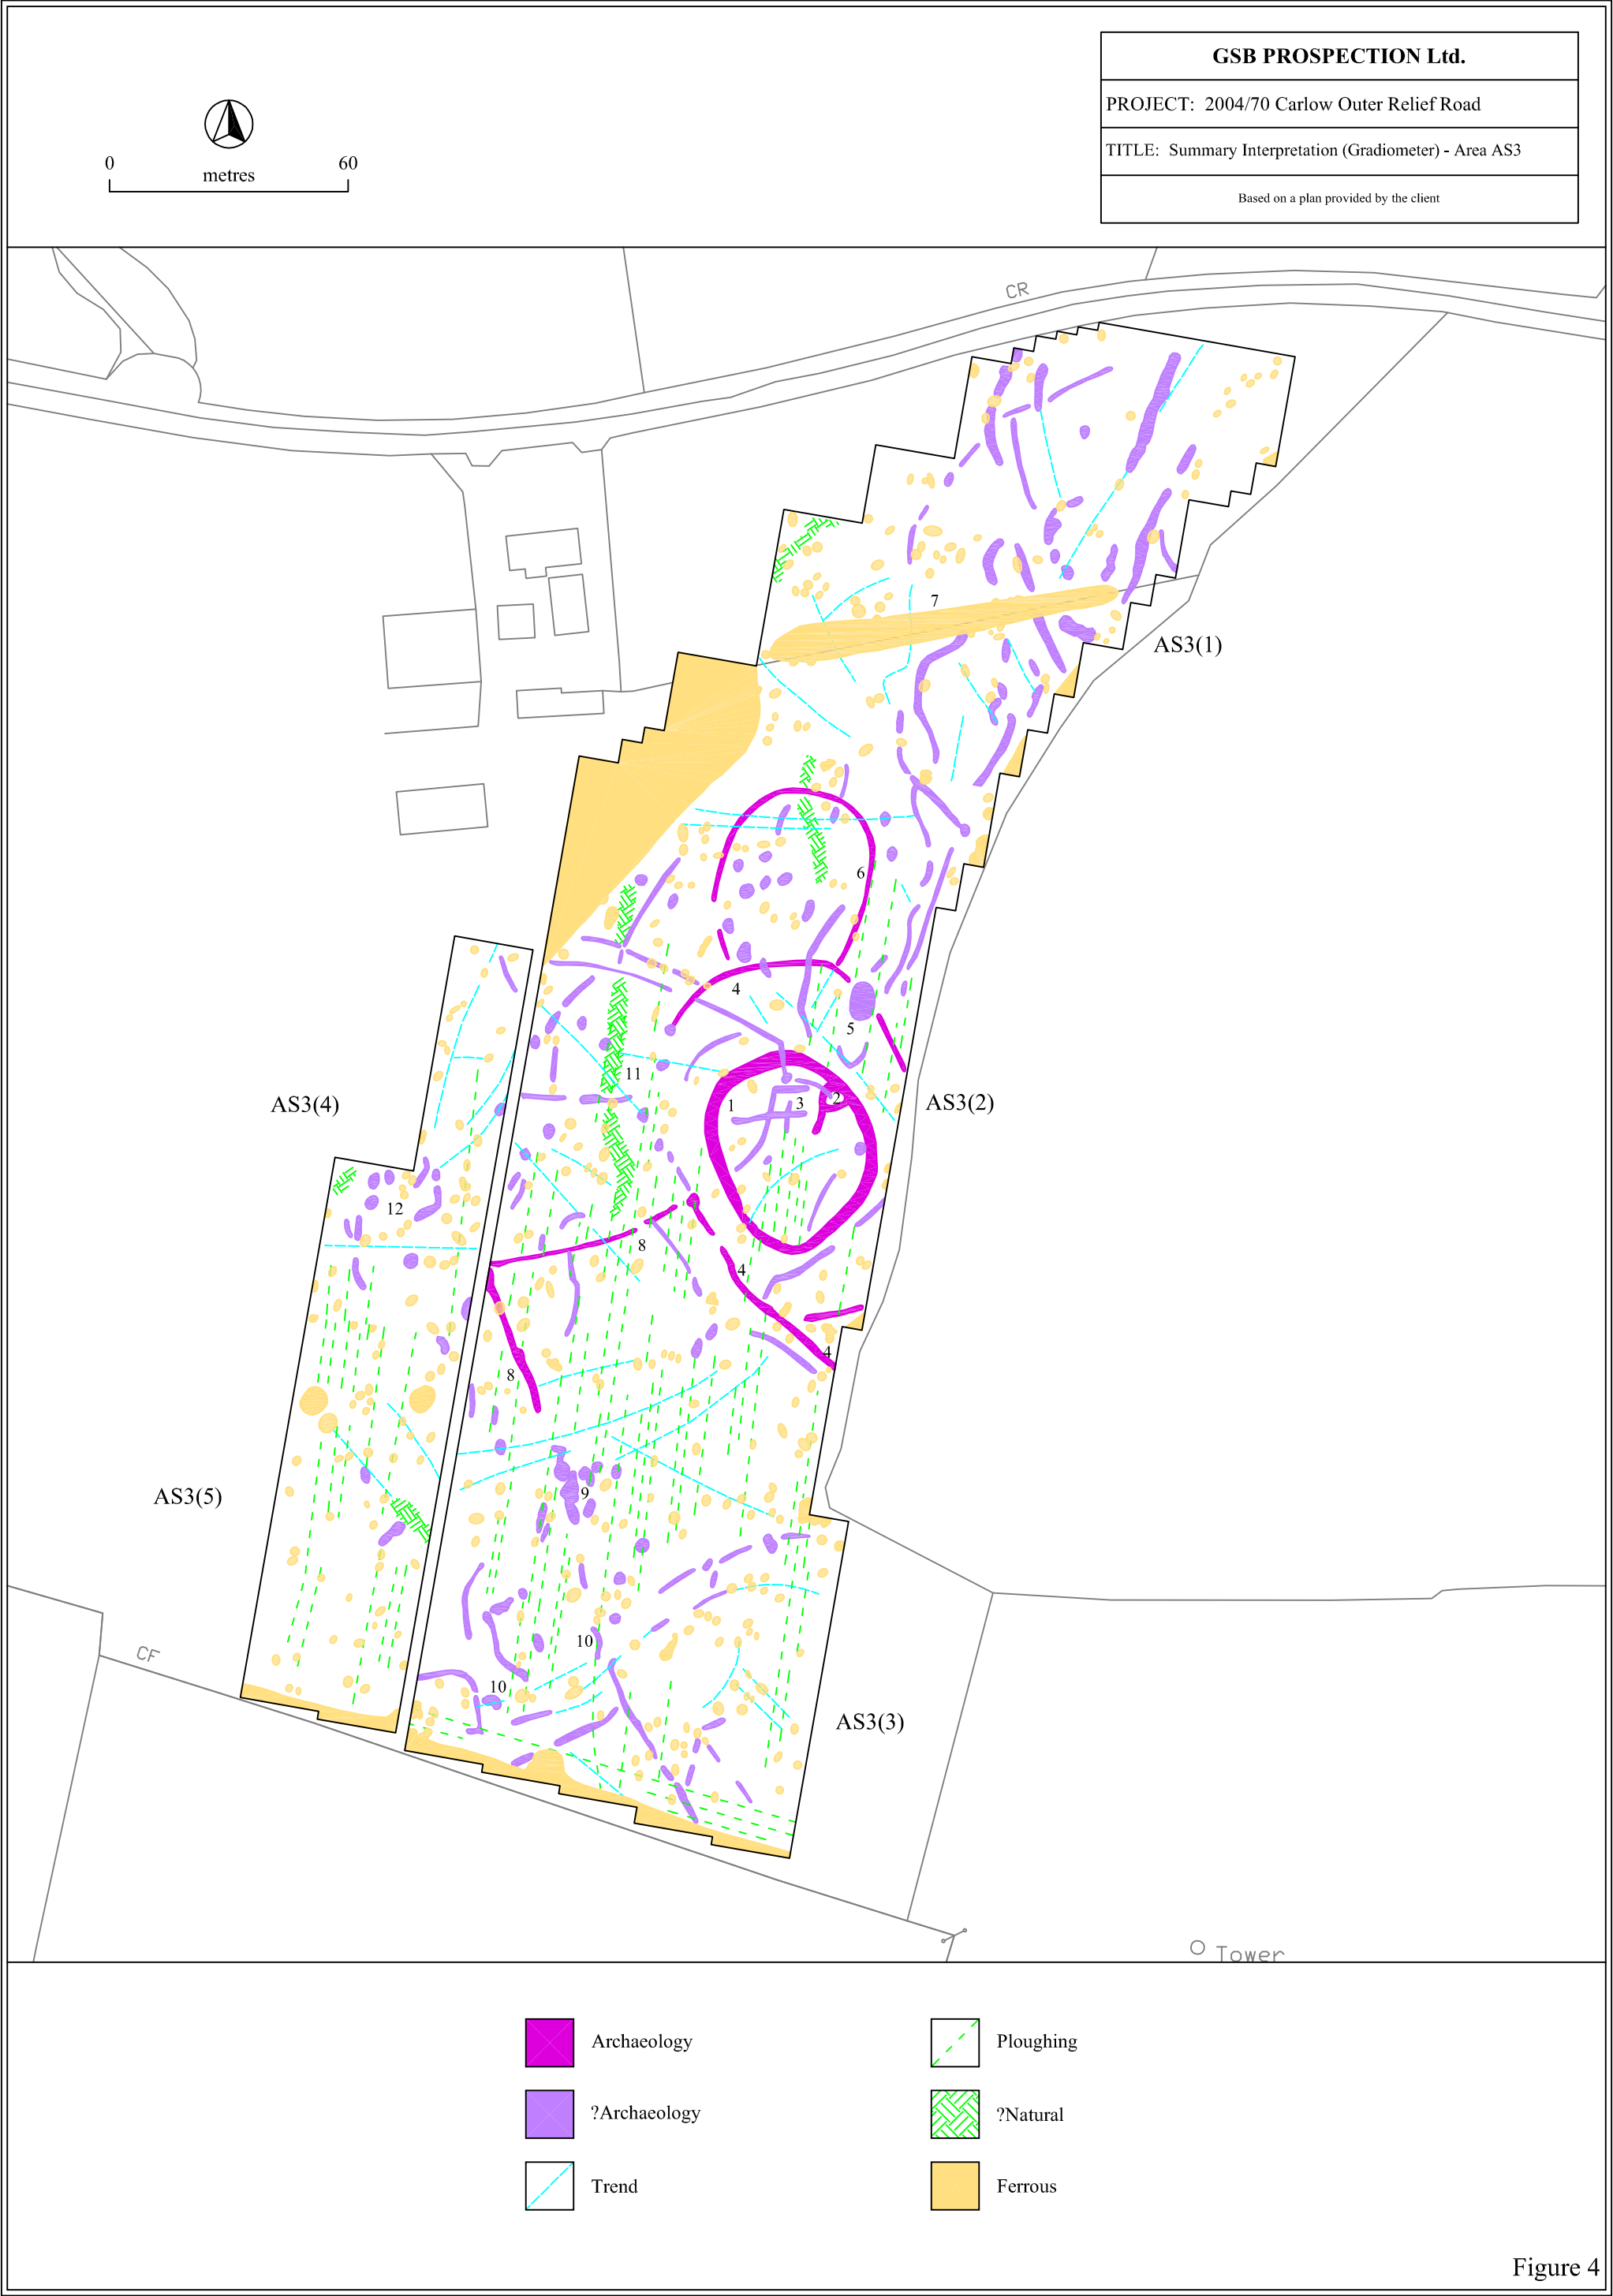 GSB PROSPECTION Ltd.
PROJECT: 2004/70 Carlow Outer Relief Road
TITLE: Summary Interpretation (Gradiometer) - Area AS3
Based on a plan provided by the client
0
60
metres
CR
7
AS3(1)
6
4
5
11
AS3(4)
1
3
2
AS3(2)
12
8
4
4
8
AS3(5)
9
10
CF
10
AS3(3)
Tower
Archaeology
Ploughing
?Archaeology
?Natural
Trend
Ferrous
Figure 4